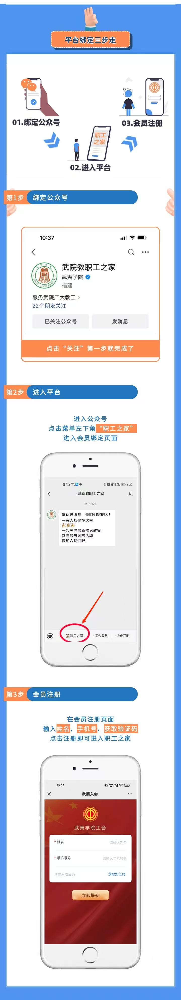 平台绑定三步走
职工
之家
01.绑定公众号
03.会员注册
02.进入平台
第1步 绑定公众号
10:37
武院教职工之家
武夷学院
福建
WUYI UNIVERSITY
服务武院广大教工 >
22个朋友关注
已关注公众号 发消息
点击“关注”第一步就完成了
第2步 进入平台
进入公众号
点击菜单左下角“职工之家”
进入会员绑定页面
6:22
武院教职工之家
晚上6:21
确认过眼神，是咱们家的人！
一家人都聚在这里
🎉🎉🎉
一起关注最新资讯政策
参与最热闹的活动
快加入我们吧！
教工之家 工会服务 会员互动
第3步 会员注册
在会员注册页面
输入姓名、手机号、获取验证码
点击注册即可进入职工之家
15:03
我要入会
武夷学院工会
* 姓名 请输入姓名
* 手机号码 请输入手机号码
请输入验证码 获取验证码
立即提交